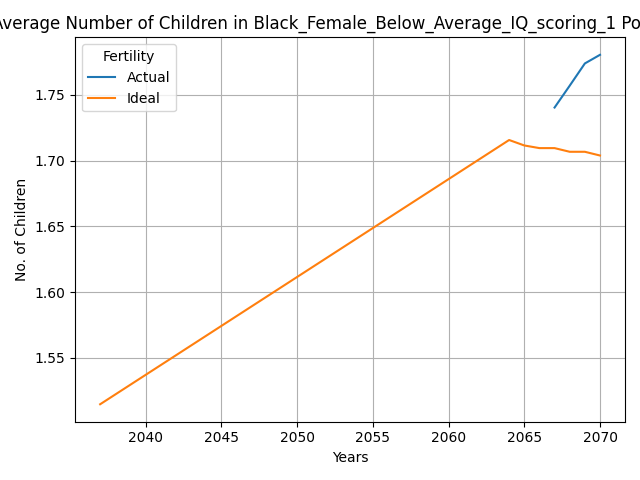 Average Number of Children in Black_Female_Below_Average_IQ_scoring_1 Po
Fertility
Actual
Ideal
No. of Children
1.75
1.70
1.65
1.60
1.55
2040 2045 2050 2055 2060 2065 2070
Years